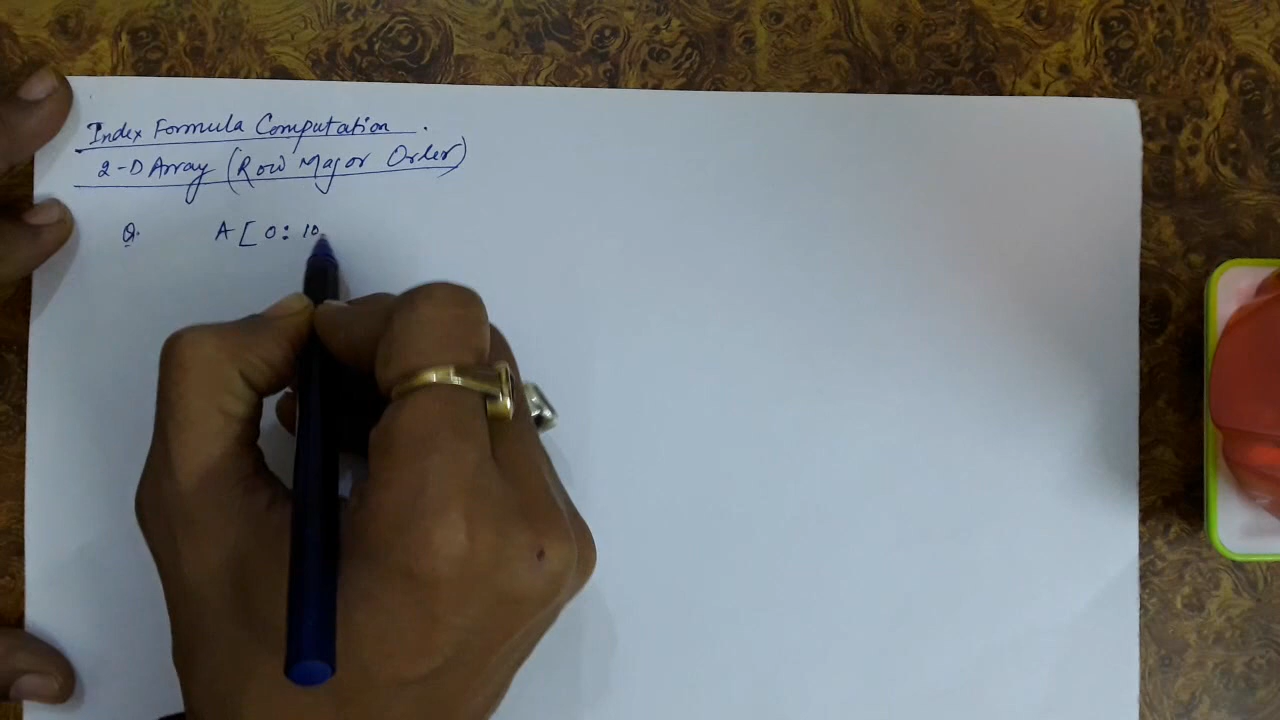 Index Formula Computation.
2-D Array (Row Major Order)
Q. A [ 0 : 10